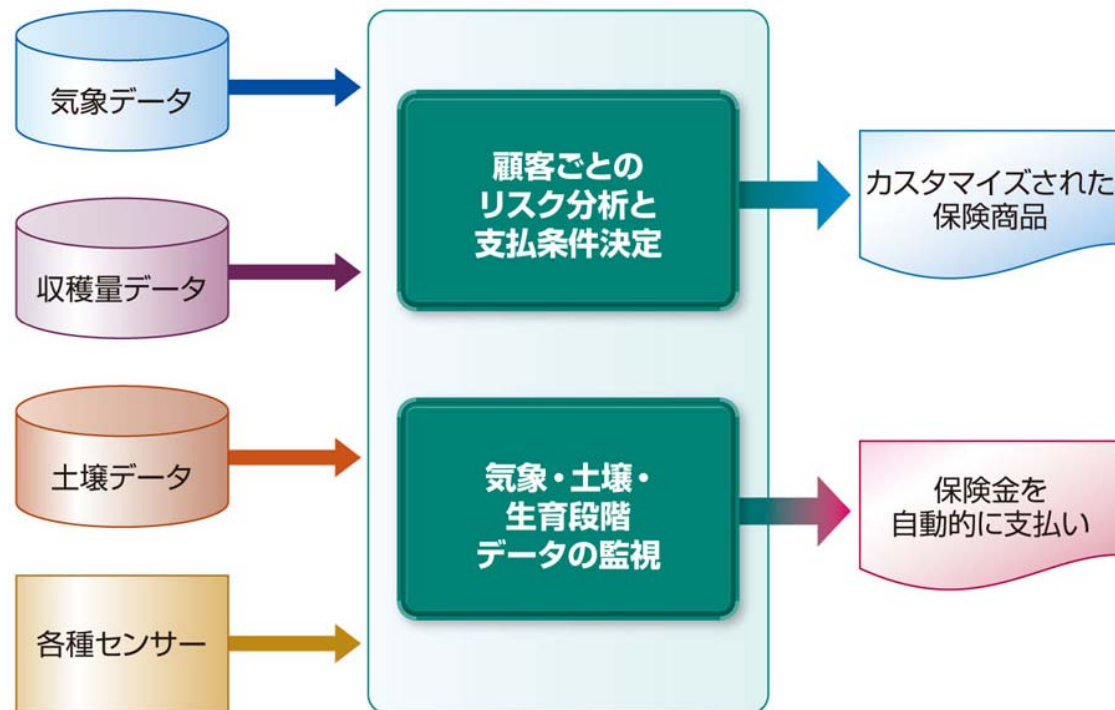 気象データ
収穫量データ
土壌データ
各種センサー
顧客ごとの
リスク分析と
支払条件決定
気象・土壌・
生育段階
データの監視
カスタマイズされた
保険商品
保険金を
自動的に支払い